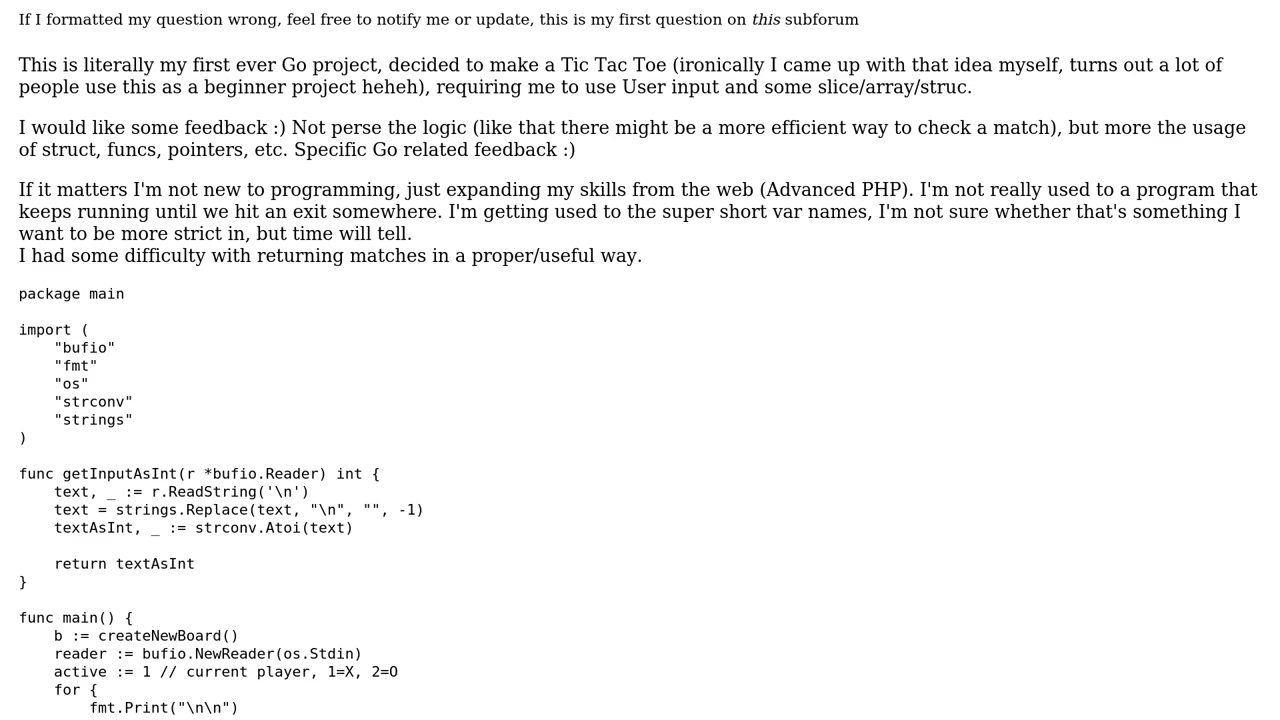 If I formatted my question wrong, feel free to notify me or update, this is my first question on this subforum
This is literally my first ever Go project, decided to make a Tic Tac Toe (ironically I came up with that idea myself, turns out a lot of
people use this as a beginner project heheh), requiring me to use User input and some slice/array/struc.
I would like some feedback :) Not perse the logic (like that there might be a more efficient way to check a match), but more the usage
of struct, funcs, pointers, etc. Specific Go related feedback :)
If it matters I'm not new to programming, just expanding my skills from the web (Advanced PHP). I'm not really used to a program that
keeps running until we hit an exit somewhere. I'm getting used to the super short var names, I'm not sure whether that's something I
want to be more strict in, but time will tell.
I had some difficulty with returning matches in a proper/useful way.
package main
import (
    "bufio"
    "fmt"
    "os"
    "strconv"
    "strings"
)
func getInputAsInt(r *bufio.Reader) int {
    text, _ := r.ReadString('\n')
    text = strings.Replace(text, "\n", "", -1)
    textAsInt, _ := strconv.Atoi(text)
    return textAsInt
}
func main() {
    b := createNewBoard()
    reader := bufio.NewReader(os.Stdin)
    active := 1 // current player, 1=X, 2=O
    for {
        fmt.Print("\n\n")